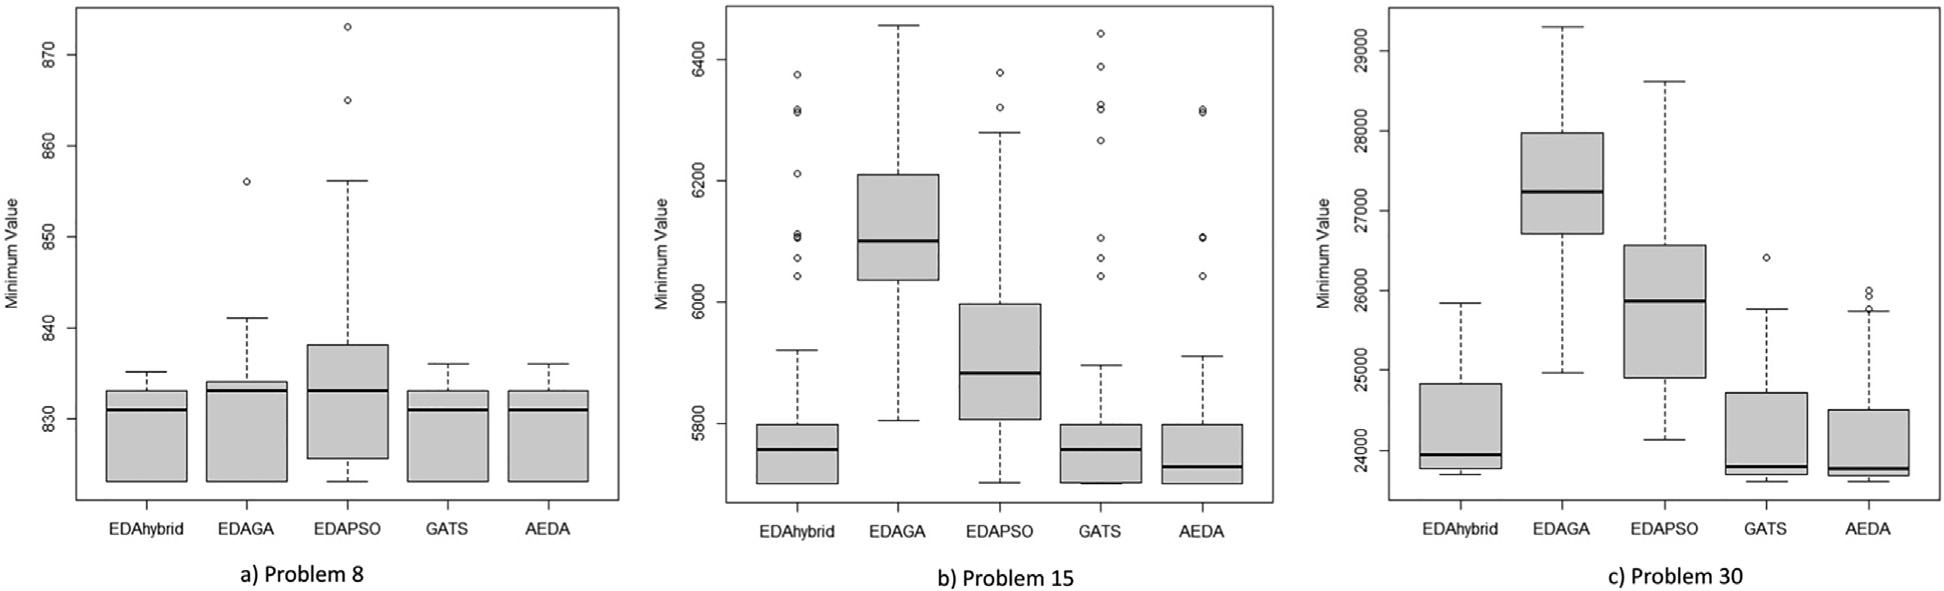 Minimum Value
870
860
850
840
830
EDAhybrid EDAGA EDAPSO GATS AEDA
a) Problem 8
Minimum Value
6400
6200
6000
5800
EDAhybrid EDAGA EDAPSO GATS AEDA
b) Problem 15
Minimum Value
29000
28000
27000
26000
25000
24000
EDAhybrid EDAGA EDAPSO GATS AEDA
c) Problem 30